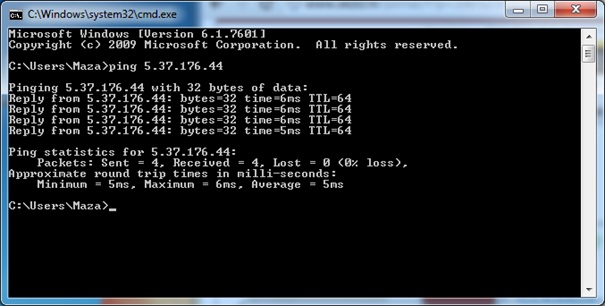 C:\Windows\system32\cmd.exe
Microsoft Windows [Version 6.1.7601]
Copyright (c) 2009 Microsoft Corporation.  All rights reserved.
C:\Users\Maza>ping 5.37.176.44
Pinging 5.37.176.44 with 32 bytes of data:
Reply from 5.37.176.44: bytes=32 time=6ms TTL=64
Reply from 5.37.176.44: bytes=32 time=6ms TTL=64
Reply from 5.37.176.44: bytes=32 time=5ms TTL=64
Reply from 5.37.176.44: bytes=32 time=6ms TTL=64
Ping statistics for 5.37.176.44:
    Packets: Sent = 4, Received = 4, Lost = 0 (0% loss),
Approximate round trip times in milli-seconds:
    Minimum = 5ms, Maximum = 6ms, Average = 5ms
C:\Users\Maza>_